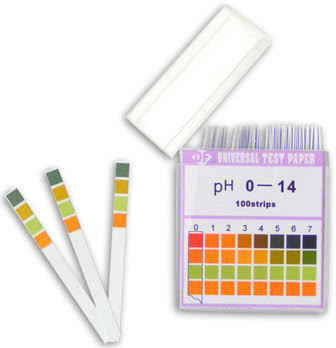 UNIVERSAL TEST PAPER
pH 0—14
100strips
0 1 2 3 4 5 6 7